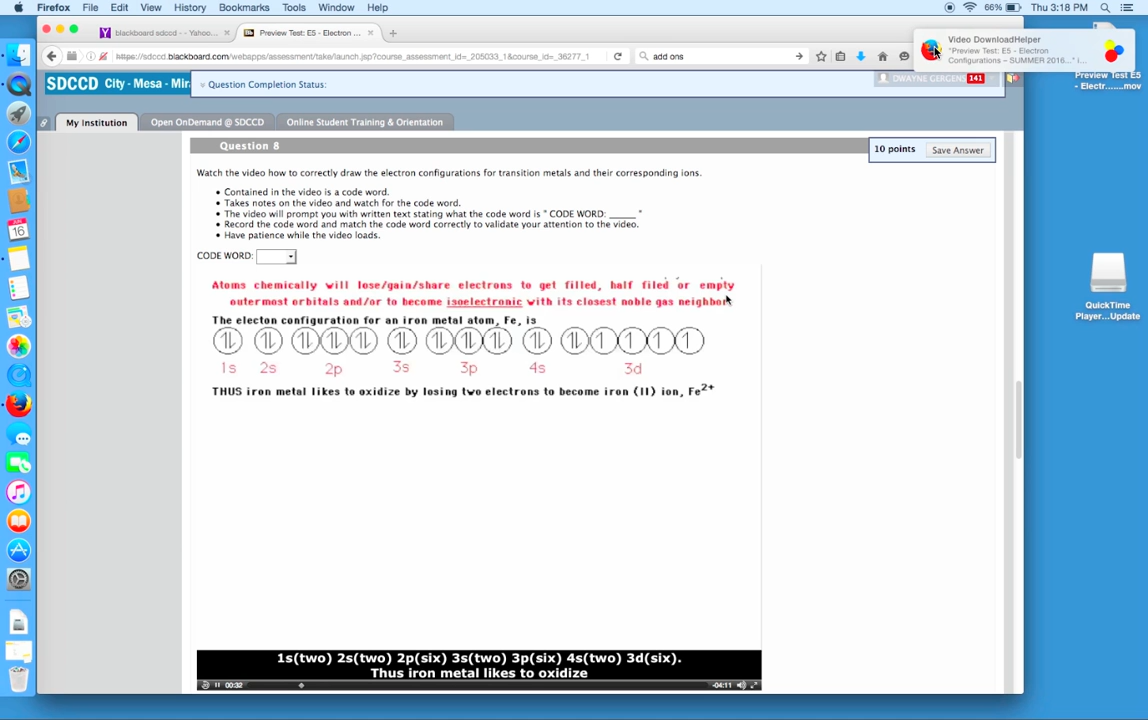 Firefox File Edit View History Bookmarks Tools Window Help 66% Thu 3:18 PM
blackboard sdccd -- Yahoo... Preview Test: E5 - Electron ...
https://sdccd.blackboard.com/webapps/assessment/take/launch.jsp?course_assessment_id=_205033_1&course_id=_36277_1 add ons
Video DownloadHelper
"Preview Test: E5 - Electron
Configurations – SUMMER 2016..." i...
Preview Test E5
- Electr......mov
SDCCD City - Mesa - Mira
Question Completion Status:
DWAYNE GERGENS 141
My Institution Open OnDemand @ SDCCD Online Student Training & Orientation
Question 8
10 points Save Answer
Watch the video how to correctly draw the electron configurations for transition metals and their corresponding ions.
Contained in the video is a code word.
Takes notes on the video and watch for the code word.
The video will prompt you with written text stating what the code word is " CODE WORD: _____ "
Record the code word and match the code word correctly to validate your attention to the video.
Have patience while the video loads.
CODE WORD:
Atoms chemically will lose/gain/share electrons to get filled, half filed or empty
outermost orbitals and/or to become isoelectronic with its closest noble gas neighbor.
The electon configuration for an iron metal atom, Fe, is
1s 2s 2p 3s 3p 4s 3d
THUS iron metal likes to oxidize by losing two electrons to become iron (II) ion, Fe2+
1s(two) 2s(two) 2p(six) 3s(two) 3p(six) 4s(two) 3d(six).
Thus iron metal likes to oxidize
00:32 -04:11
QuickTime
Player...Update
JUN
16